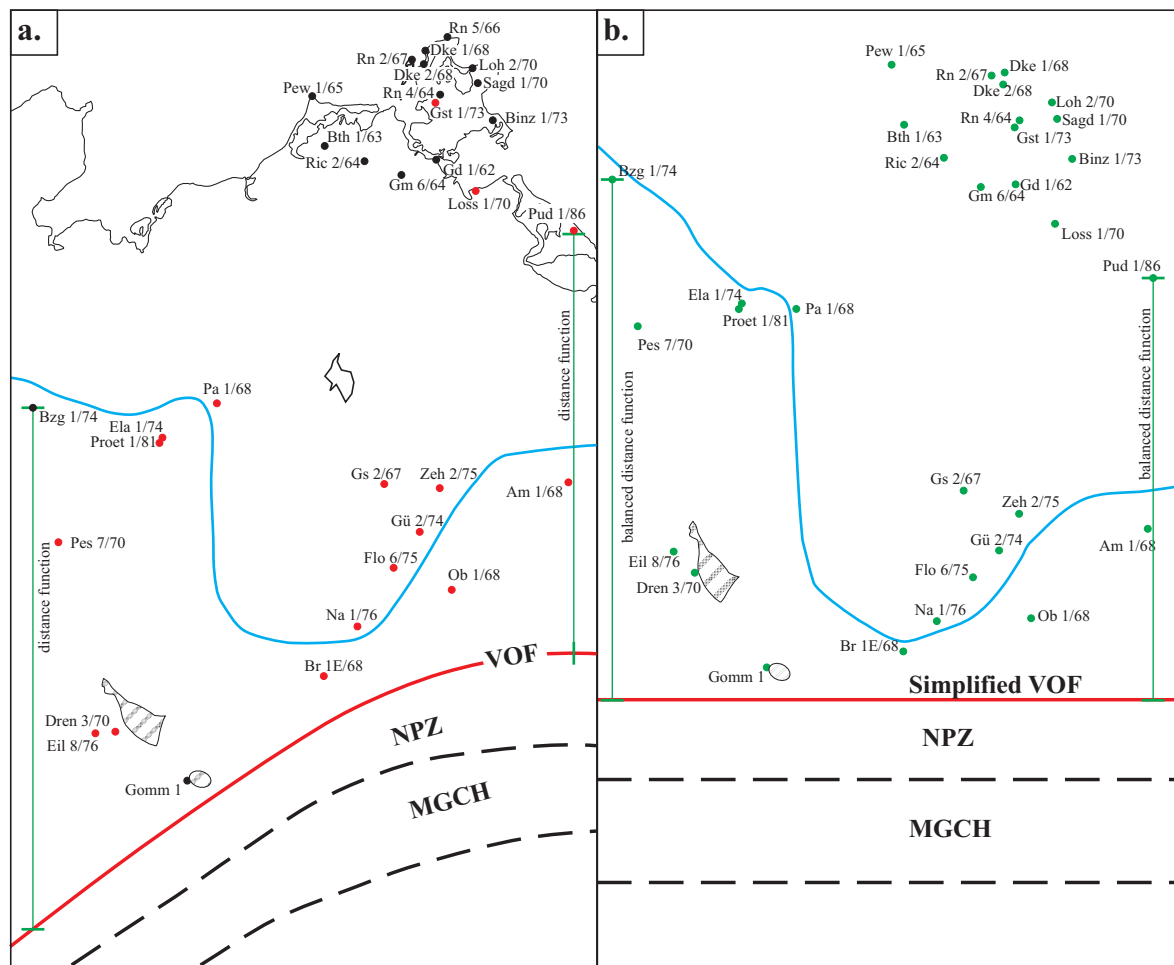 a.
Rn 5/66
Dke 1/68
Rn 2/67
Loh 2/70
Dke 2/68
Sagd 1/70
Pew 1/65
Rn 4/64
Gst 1/73
Binz 1/73
Bth 1/63
Ric 2/64
Gd 1/62
Gm 6/64
Loss 1/70
Pud 1/86
distance function
Pa 1/68
Bzg 1/74
Ela 1/74
Proet 1/81
Gs 2/67
Zeh 2/75
Am 1/68
Gü 2/74
Pes 7/70
Flo 6/75
Ob 1/68
distance function
Na 1/76
VOF
Br 1E/68
Dren 3/70
Eil 8/76
NPZ
Gomm 1
MGCH
b.
Pew 1/65
Dke 1/68
Rn 2/67
Dke 2/68
Loh 2/70
Rn 4/64
Sagd 1/70
Bth 1/63
Gst 1/73
Ric 2/64
Binz 1/73
Bzg 1/74
Gd 1/62
Gm 6/64
Loss 1/70
Pud 1/86
Ela 1/74
Proet 1/81
Pa 1/68
Pes 7/70
balanced distance function
balanced distance function
Gs 2/67
Zeh 2/75
Gü 2/74
Am 1/68
Eil 8/76
Flo 6/75
Dren 3/70
Na 1/76
Ob 1/68
Br 1E/68
Gomm 1
Simplified VOF
NPZ
MGCH